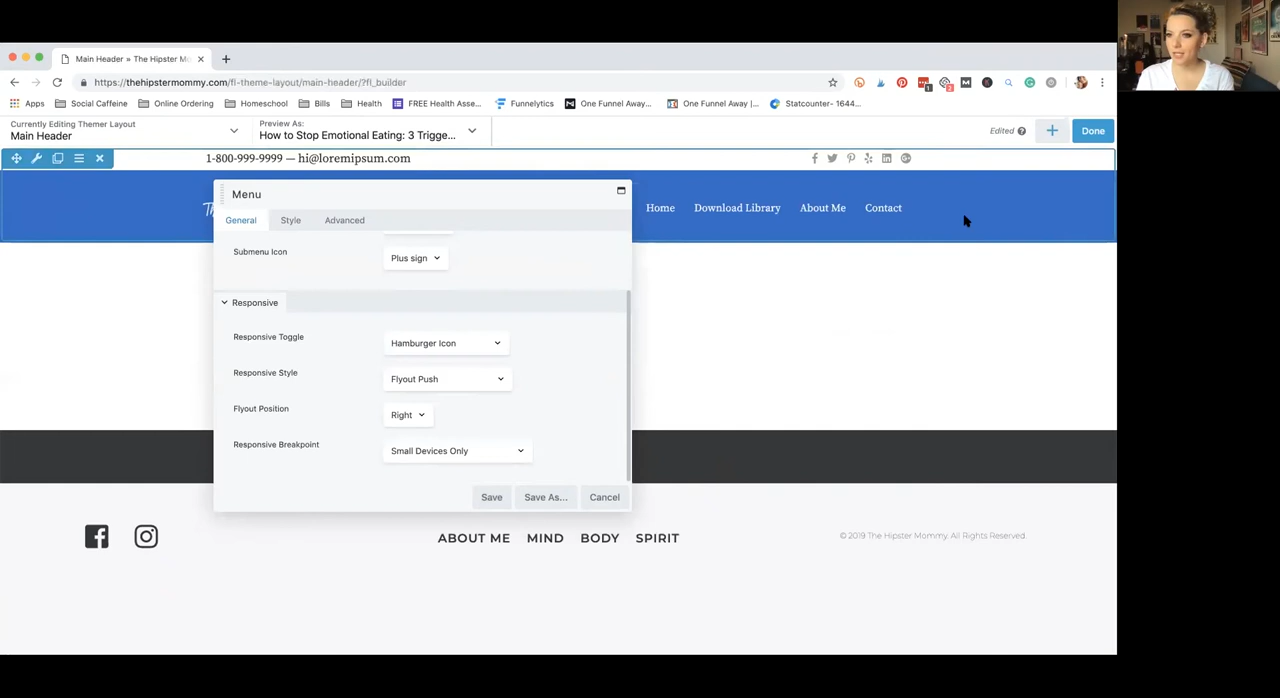 Main Header » The Hipster Mo
https://thehipstermommy.com/fl-theme-layout/main-header/?fl_builder
Apps Social Caffeine Online Ordering Homeschool Bills Health FREE Health Asse... Funnelytics One Funnel Away... One Funnel Away |... Statcounter- 1644...
Currently Editing Themer Layout
Main Header
Preview As:
How to Stop Emotional Eating: 3 Trigge...
Edited
Done
1-800-999-9999 — hi@loremipsum.com
Th
Home Download Library About Me Contact
Menu
General Style Advanced
Submenu Icon Plus sign
Responsive
Responsive Toggle Hamburger Icon
Responsive Style Flyout Push
Flyout Position Right
Responsive Breakpoint Small Devices Only
Save Save As... Cancel
ABOUT ME MIND BODY SPIRIT
© 2019 The Hipster Mommy. All Rights Reserved.